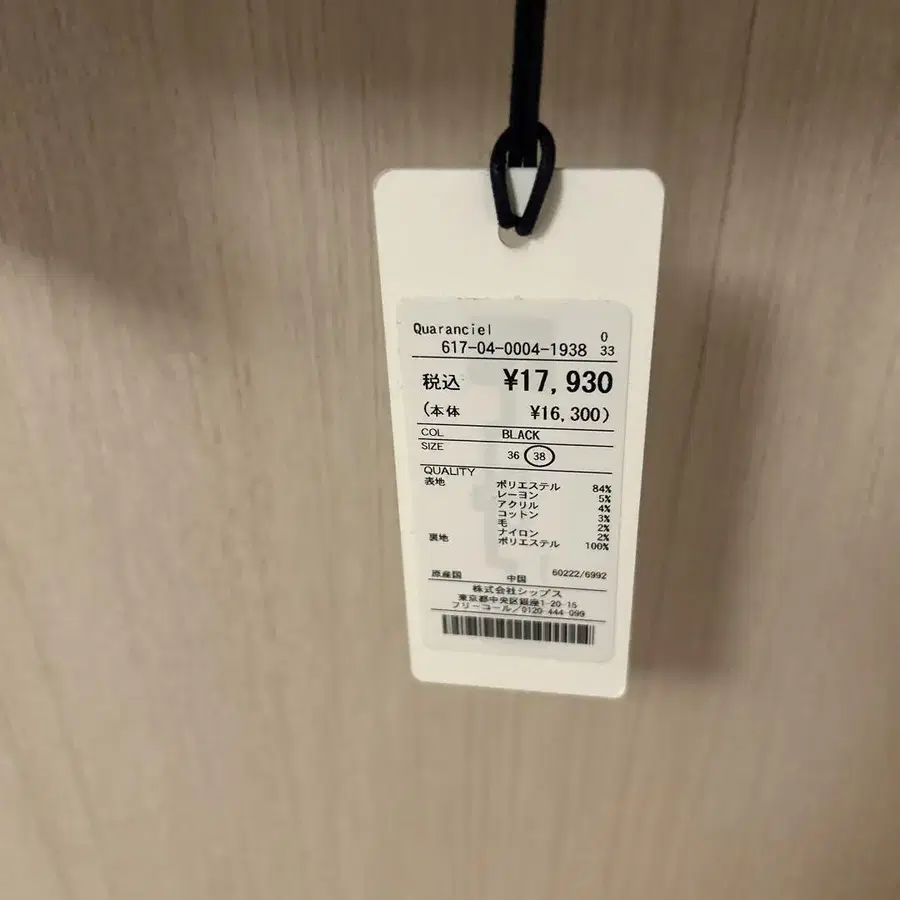 Quaranciel 0
617-04-0004-1938 33
税込 ¥17,930
(本体 ¥16,300)
COL BLACK
SIZE 36 38
QUALITY
表地 ポリエステル 84%
レーヨン 5%
アクリル 4%
コットン 3%
毛 2%
ナイロン 2%
裏地 ポリエステル 100%
60222/6992
原産国 中国
株式会社シップス
東京都中央区銀座1-20-15
フリーコール/0120-444-099